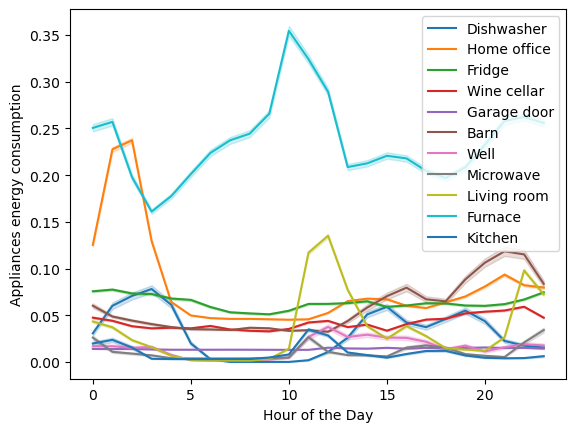 Appliances energy consumption
0.35
0.30
0.25
0.20
0.15
0.10
0.05
0.00
0 5 10 15 20
Hour of the Day
Dishwasher
Home office
Fridge
Wine cellar
Garage door
Barn
Well
Microwave
Living room
Furnace
Kitchen